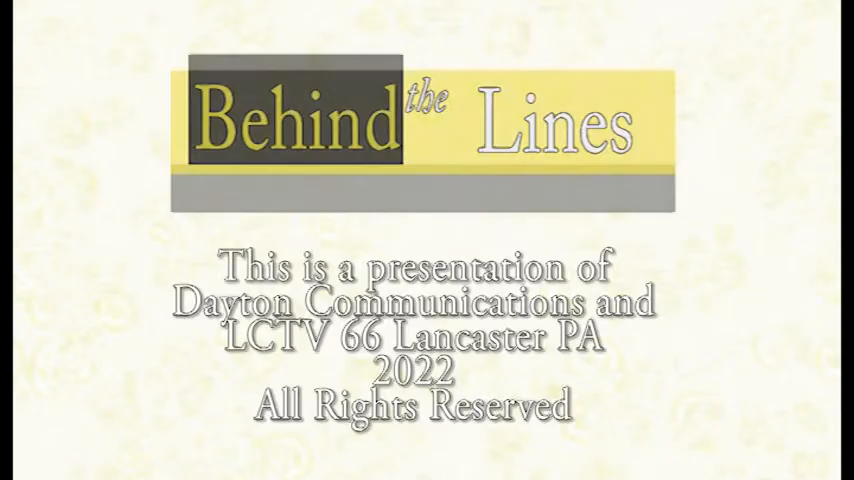 Behind the Lines
This is a presentation of
Dayton Communications and
LCTV 66 Lancaster PA
2022
All Rights Reserved